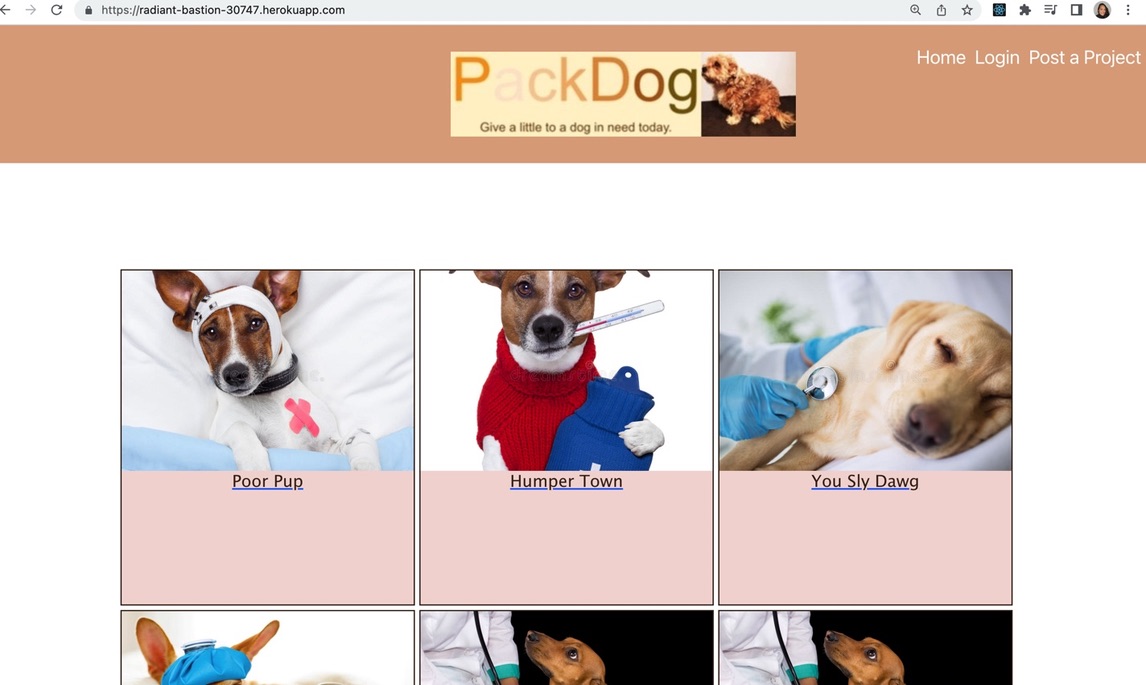 https://radiant-bastion-30747.herokuapp.com
Home Login Post a Project
PackDog
Give a little to a dog in need today.
Poor Pup
Humper Town
You Sly Dawg